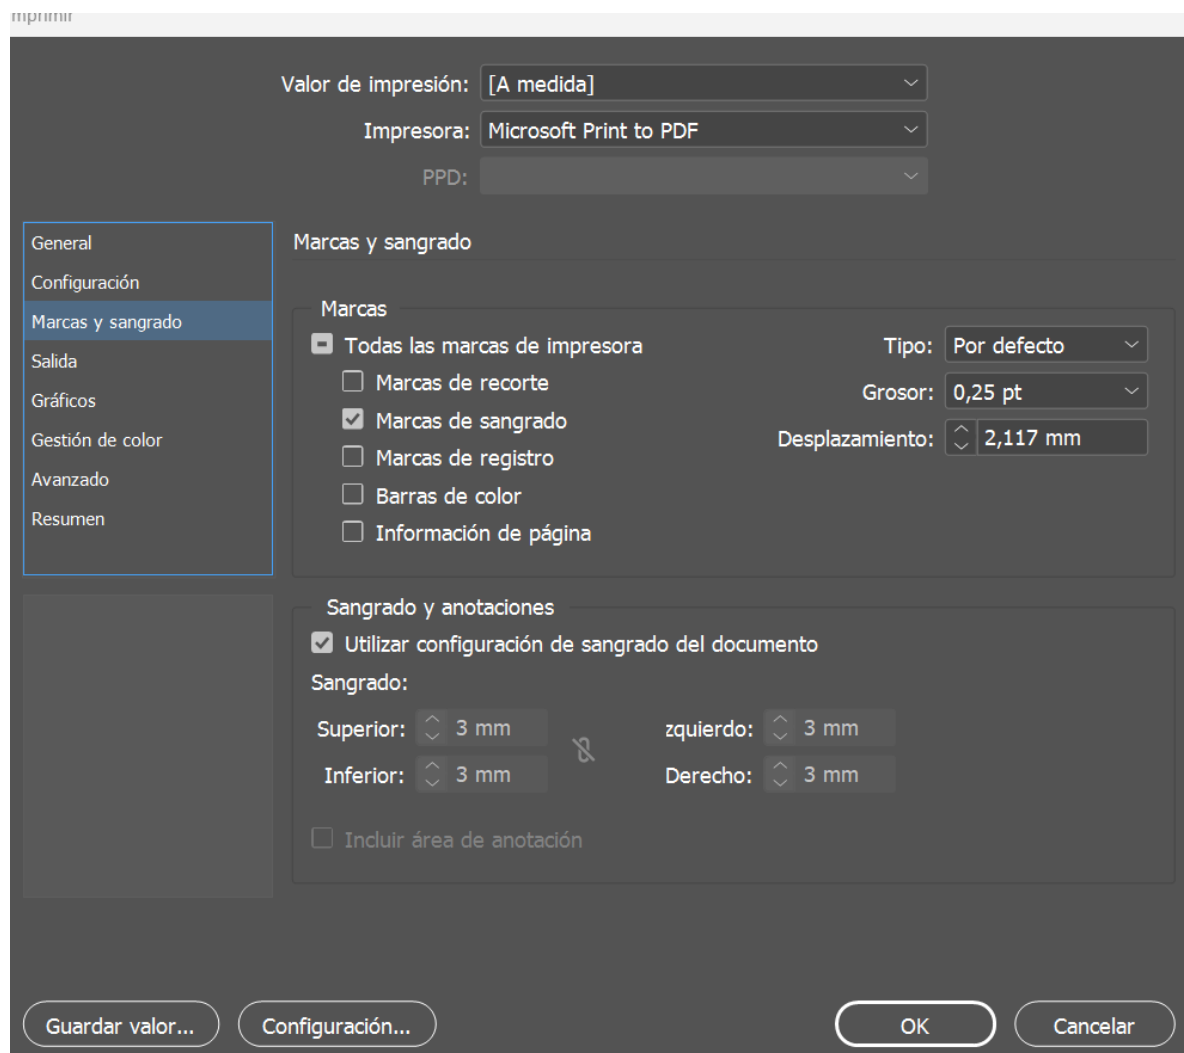 mprimir
Valor de impresión: [A medida]
Impresora: Microsoft Print to PDF
PPD:
General
Configuración
Marcas y sangrado
Salida
Gráficos
Gestión de color
Avanzado
Resumen
Marcas y sangrado
Marcas
Todas las marcas de impresora
Marcas de recorte
Marcas de sangrado
Marcas de registro
Barras de color
Información de página
Tipo: Por defecto
Grosor: 0,25 pt
Desplazamiento: 2,117 mm
Sangrado y anotaciones
Utilizar configuración de sangrado del documento
Sangrado:
Superior: 3 mm zquierdo: 3 mm
Inferior: 3 mm Derecho: 3 mm
Incluir área de anotación
Guardar valor... Configuración... OK Cancelar